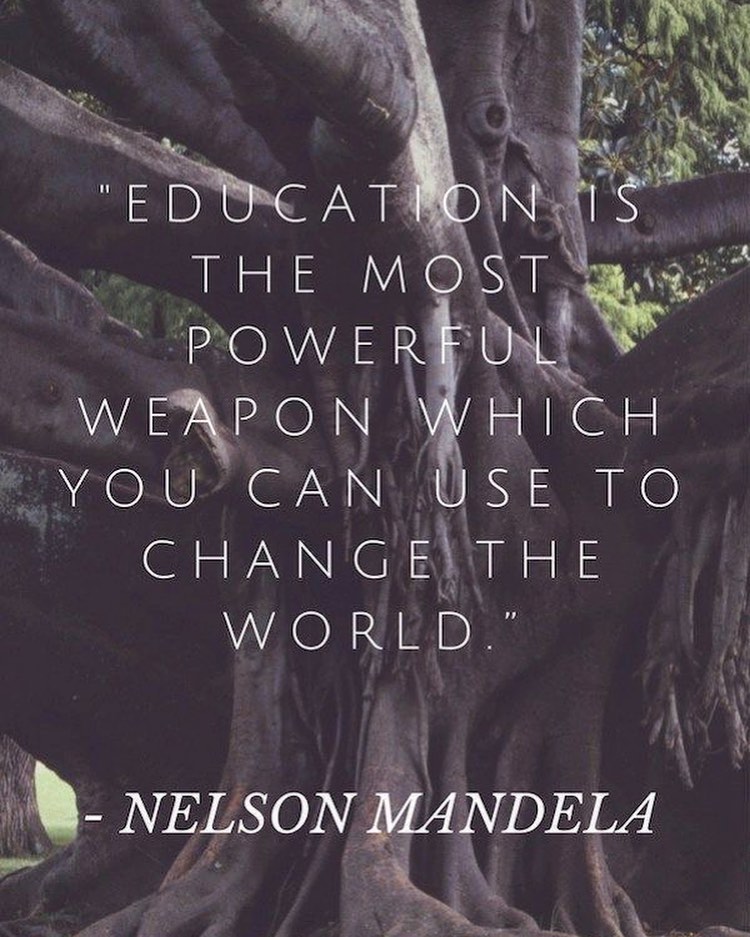 "EDUCATION IS
THE MOST
POWERFUL
WEAPON WHICH
YOU CAN USE TO
CHANGE THE
WORLD.”
- NELSON MANDELA